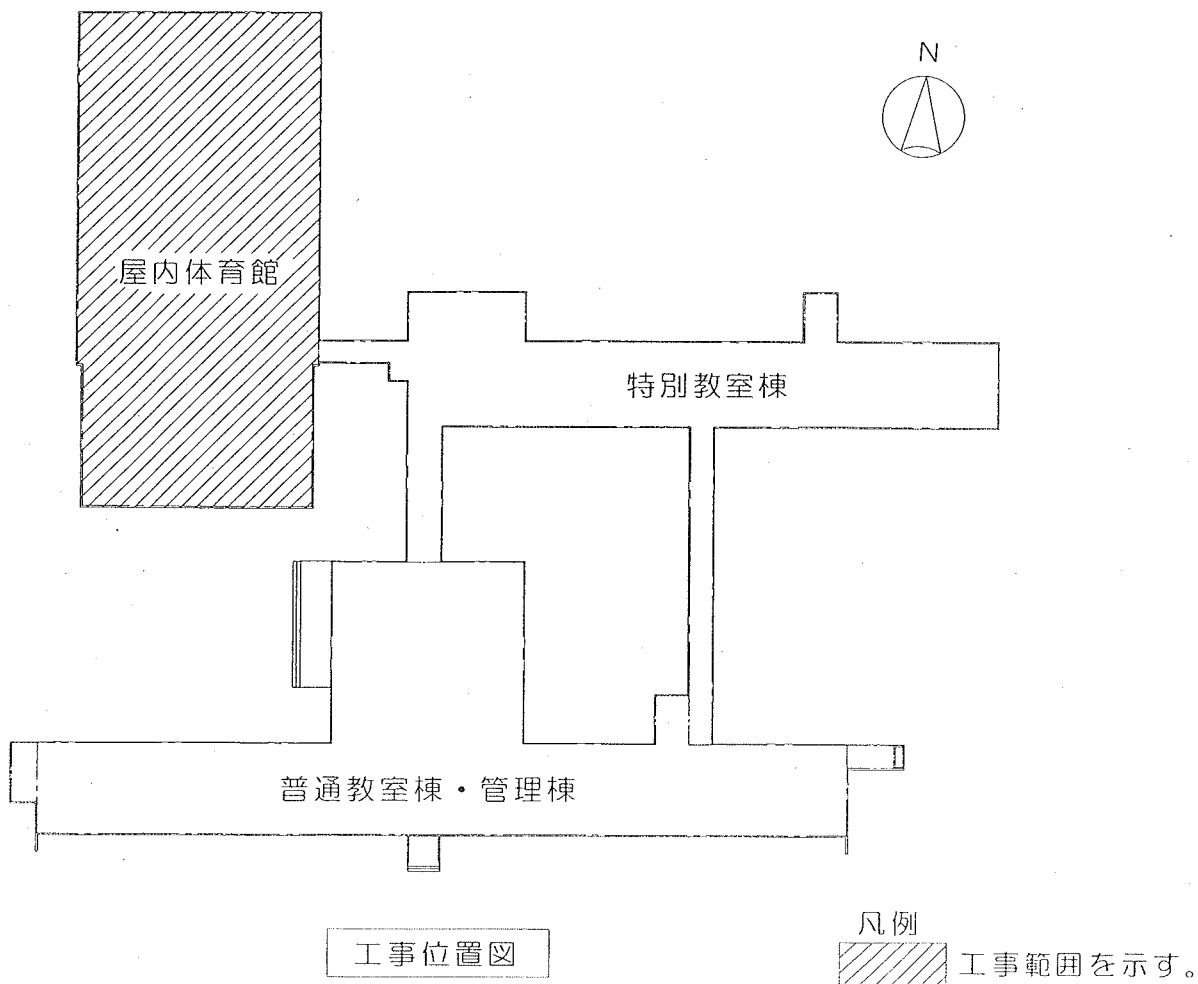 N
屋内体育館
特別教室棟
普通教室棟・管理棟
工事位置図
凡例
工事範囲を示す。